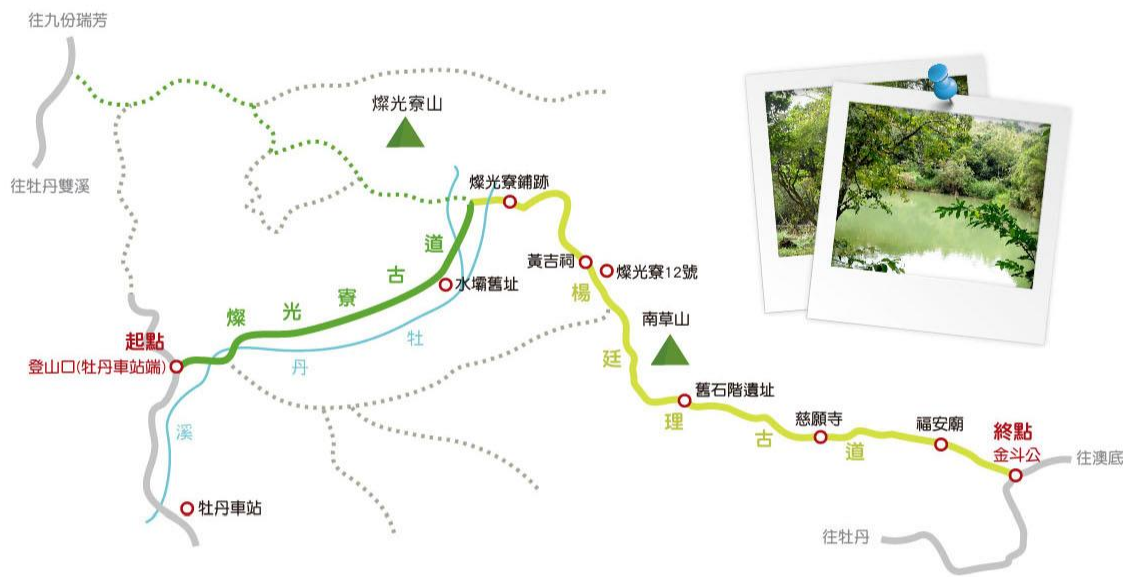 往九份瑞芳
燦光寮山
往牡丹雙溪
燦光寮鋪跡
燦光寮古道
黃吉祠
燦光寮12號
水壩舊址
楊廷理古道
南草山
起點
登山口(牡丹車站端)
牡丹溪
舊石階遺址
慈願寺
福安廟
終點
金斗公
往澳底
牡丹車站
往牡丹